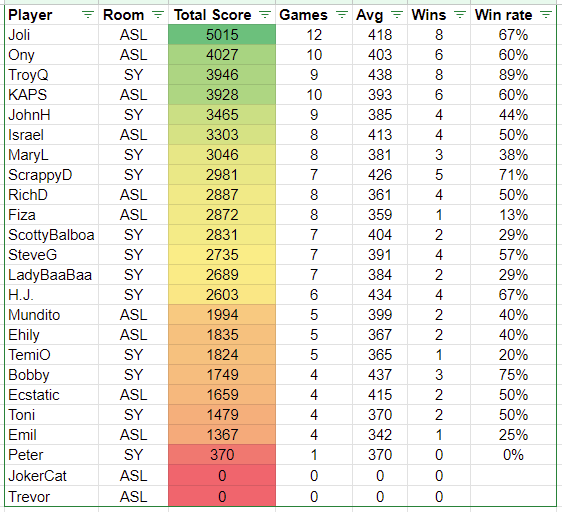 Player Room Total Score Games Avg Wins Win rate
Joli ASL 5015 12 418 8 67%
Ony ASL 4027 10 403 6 60%
TroyQ SY 3946 9 438 8 89%
KAPS ASL 3928 10 393 6 60%
JohnH SY 3465 9 385 4 44%
Israel ASL 3303 8 413 4 50%
MaryL SY 3046 8 381 3 38%
ScrappyD SY 2981 7 426 5 71%
RichD ASL 2887 8 361 4 50%
Fiza ASL 2872 8 359 1 13%
ScottyBalboa SY 2831 7 404 2 29%
SteveG SY 2735 7 391 4 57%
LadyBaaBaa SY 2689 7 384 2 29%
H.J. SY 2603 6 434 4 67%
Mundito ASL 1994 5 399 2 40%
Ehily ASL 1835 5 367 2 40%
TemiO SY 1824 5 365 1 20%
Bobby SY 1749 4 437 3 75%
Ecstatic ASL 1659 4 415 2 50%
Toni SY 1479 4 370 2 50%
Emil ASL 1367 4 342 1 25%
Peter SY 370 1 370 0 0%
JokerCat ASL 0 0 0 0
Trevor ASL 0 0 0 0